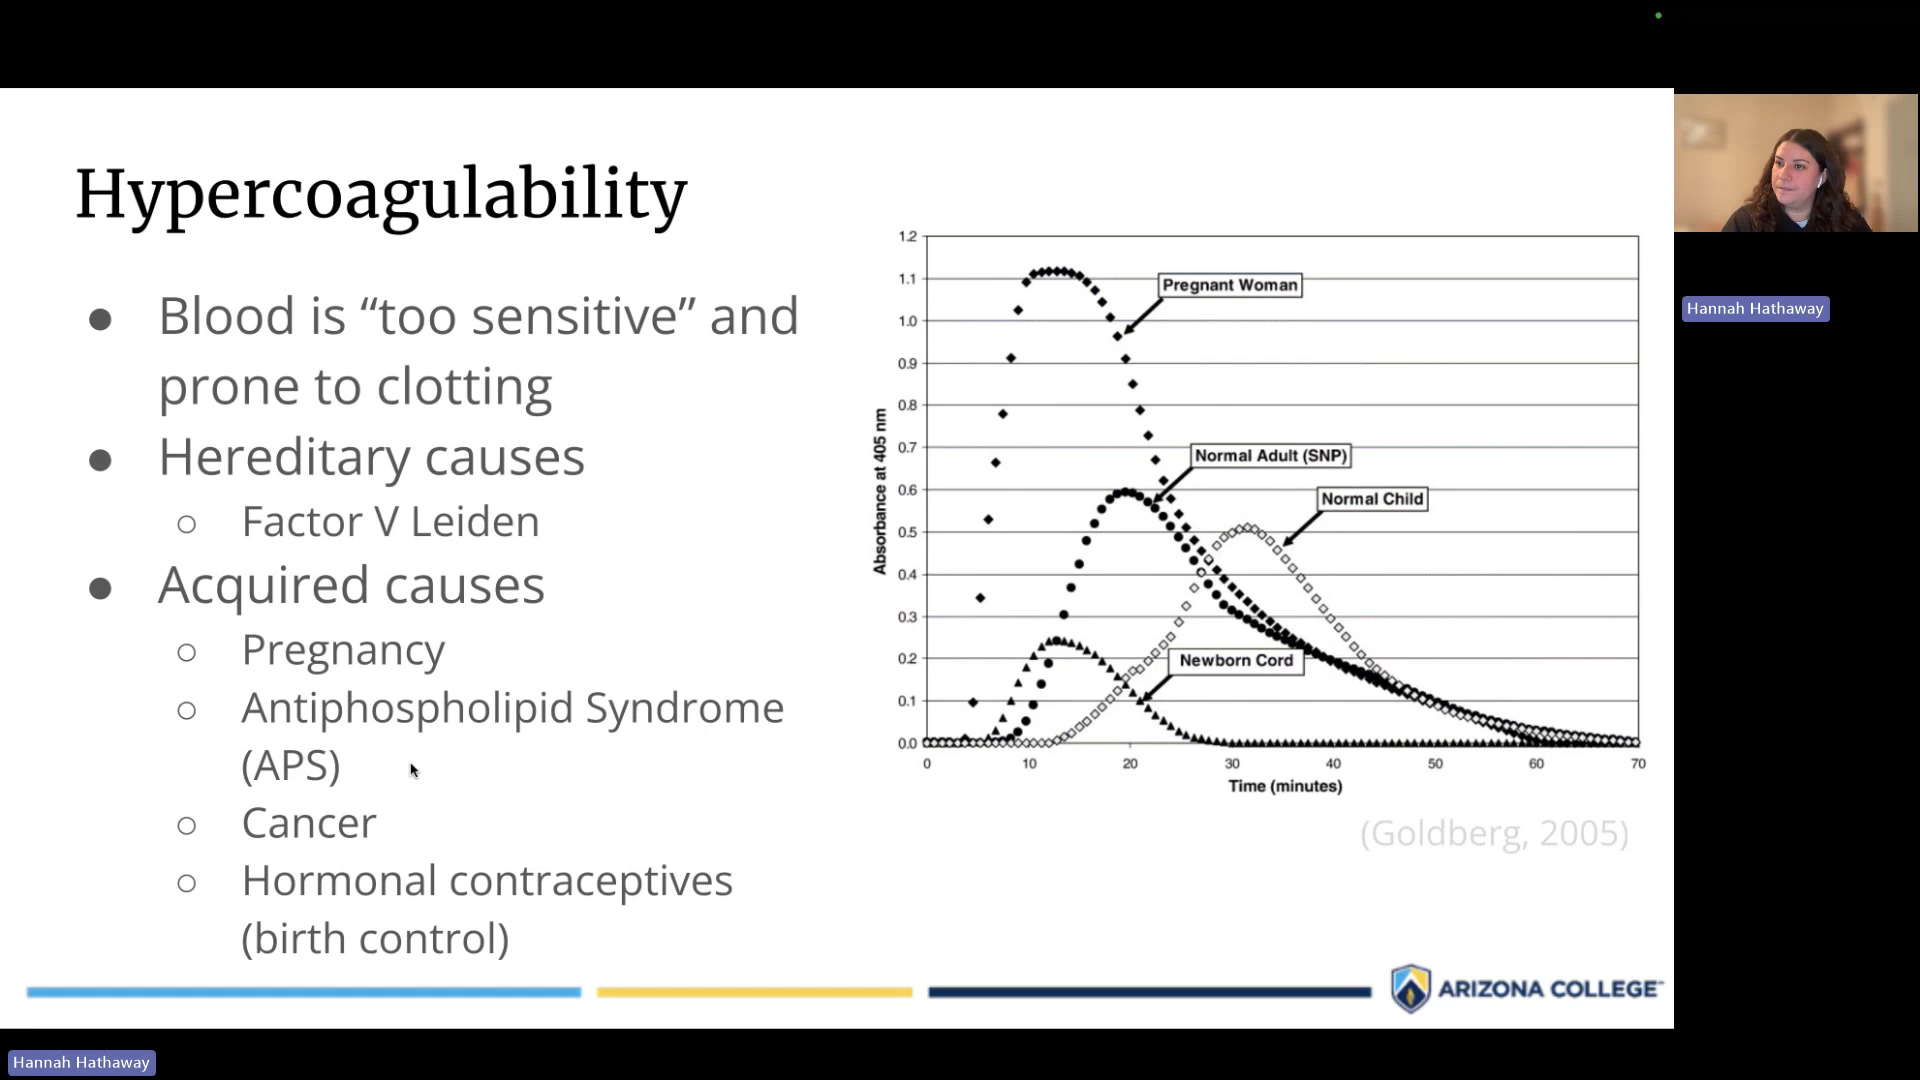 Hypercoagulability
● Blood is “too sensitive” and
prone to clotting
● Hereditary causes
○ Factor V Leiden
● Acquired causes
○ Pregnancy
○ Antiphospholipid Syndrome
(APS)
○ Cancer
○ Hormonal contraceptives
(birth control)
Absorbance at 405 nm
1.2
1.1
1.0
0.9
0.8
0.7
0.6
0.5
0.4
0.3
0.2
0.1
0.0
Pregnant Woman
Normal Adult (SNP)
Normal Child
Newborn Cord
0 10 20 30 40 50 60 70
Time (minutes)
(Goldberg, 2005)
ARIZONA COLLEGE
Hannah Hathaway
Hannah Hathaway